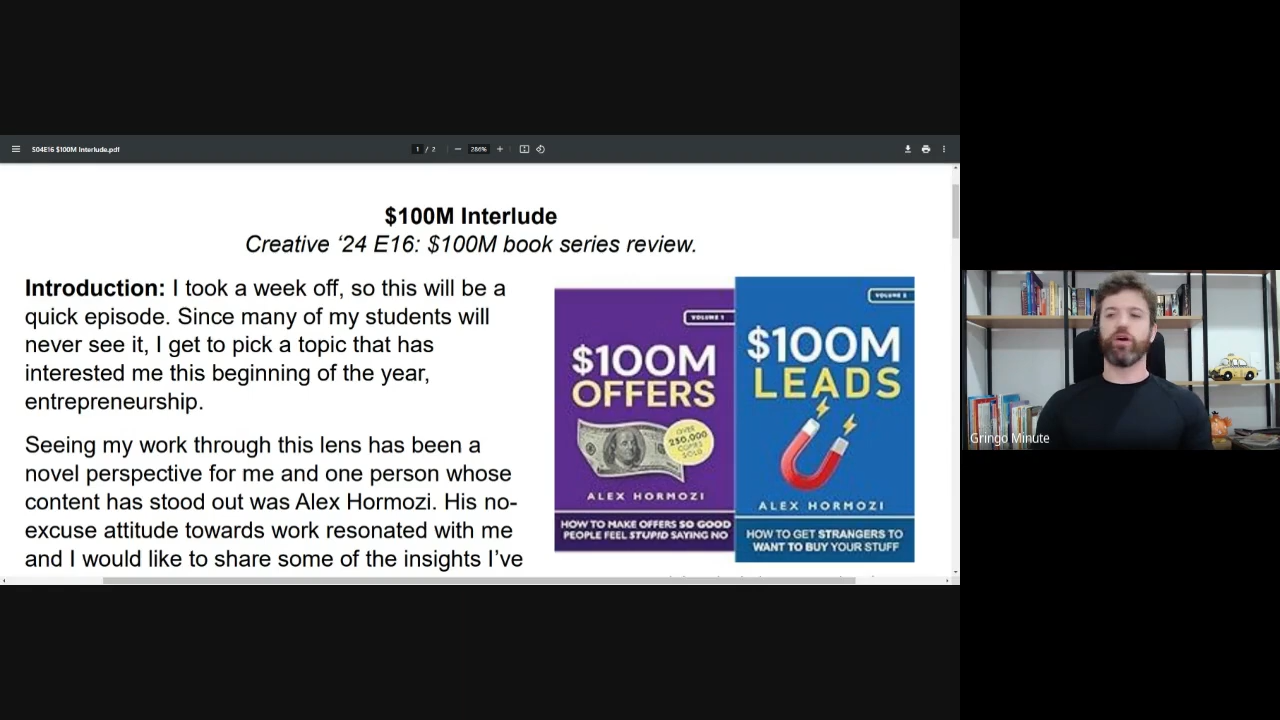 S04E16 $100M Interlude.pdf
1 / 2
286%
$100M Interlude
Creative ‘24 E16: $100M book series review.
Introduction: I took a week off, so this will be a
quick episode. Since many of my students will
never see it, I get to pick a topic that has
interested me this beginning of the year,
entrepreneurship.
Seeing my work through this lens has been a
novel perspective for me and one person whose
content has stood out was Alex Hormozi. His no-
excuse attitude towards work resonated with me
and I would like to share some of the insights I’ve
VOLUME 1
$100M
OFFERS
OVER
250,000
COPIES
SOLD
ALEX HORMOZI
HOW TO MAKE OFFERS SO GOOD
PEOPLE FEEL STUPID SAYING NO
VOLUME 2
$100M
LEADS
ALEX HORMOZI
HOW TO GET STRANGERS TO
WANT TO BUY YOUR STUFF
Gringo Minute